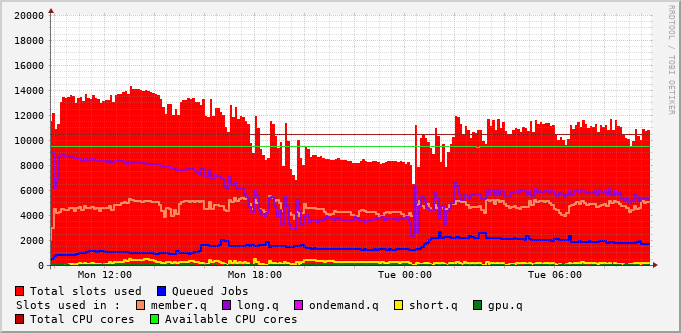 20000
18000
16000
14000
12000
10000
8000
6000
4000
2000
0
Mon 12:00 Mon 18:00 Tue 00:00 Tue 06:00
Total slots used Queued Jobs
Slots used in : member.q long.q ondemand.q short.q gpu.q
Total CPU cores Available CPU cores
RRDTOOL / TOBI OETIKER